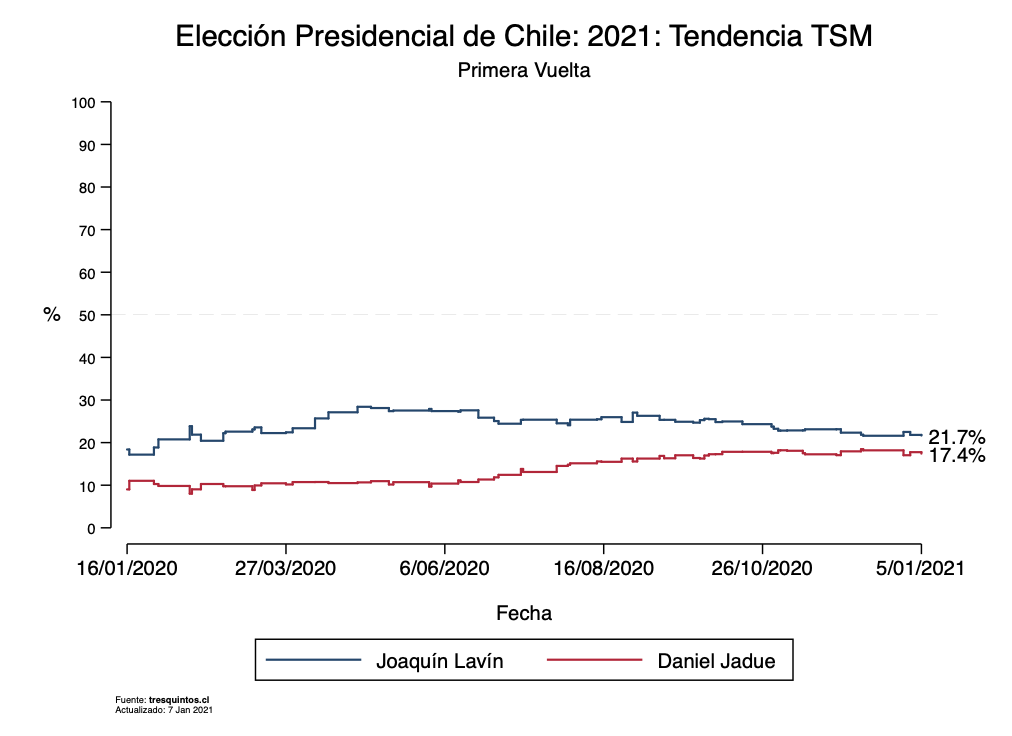 Elección Presidencial de Chile: 2021: Tendencia TSM
Primera Vuelta
100
90
80
70
60
% 50
40
30
20
10
0
21.7%
17.4%
16/01/2020 27/03/2020 6/06/2020 16/08/2020 26/10/2020 5/01/2021
Fecha
Joaquín Lavín Daniel Jadue
Fuente: tresquintos.cl
Actualizado: 7 Jan 2021